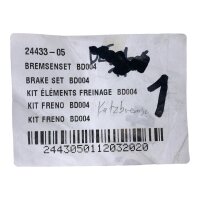 24433-05
BREMSENSET BD004
BRAKE SET BD004
KIT ÉLÉMENTS FREINAGE BD004
KIT FRENO BD004
KIT FRENO BD004
1
2443050112032020